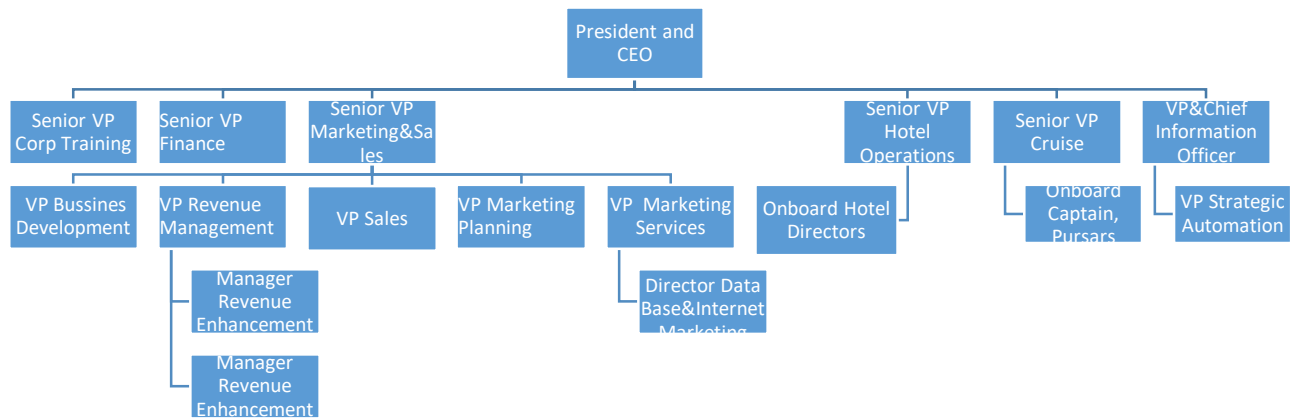 President and
CEO
Senior VP
Corp Training
Senior VP
Finance
Senior VP
Marketing&Sa
les
Senior VP
Hotel
Operations
Senior VP
Cruise
VP&Chief
Information
Officer
VP Bussines
Development
VP Revenue
Management
VP Sales
VP Marketing
Planning
VP Marketing
Services
Onboard Hotel
Directors
Onboard
Captain,
Pursars
VP Strategic
Automation
Manager
Revenue
Enhancement
Director Data
Base&Internet
Marketing
Manager
Revenue
Enhancement